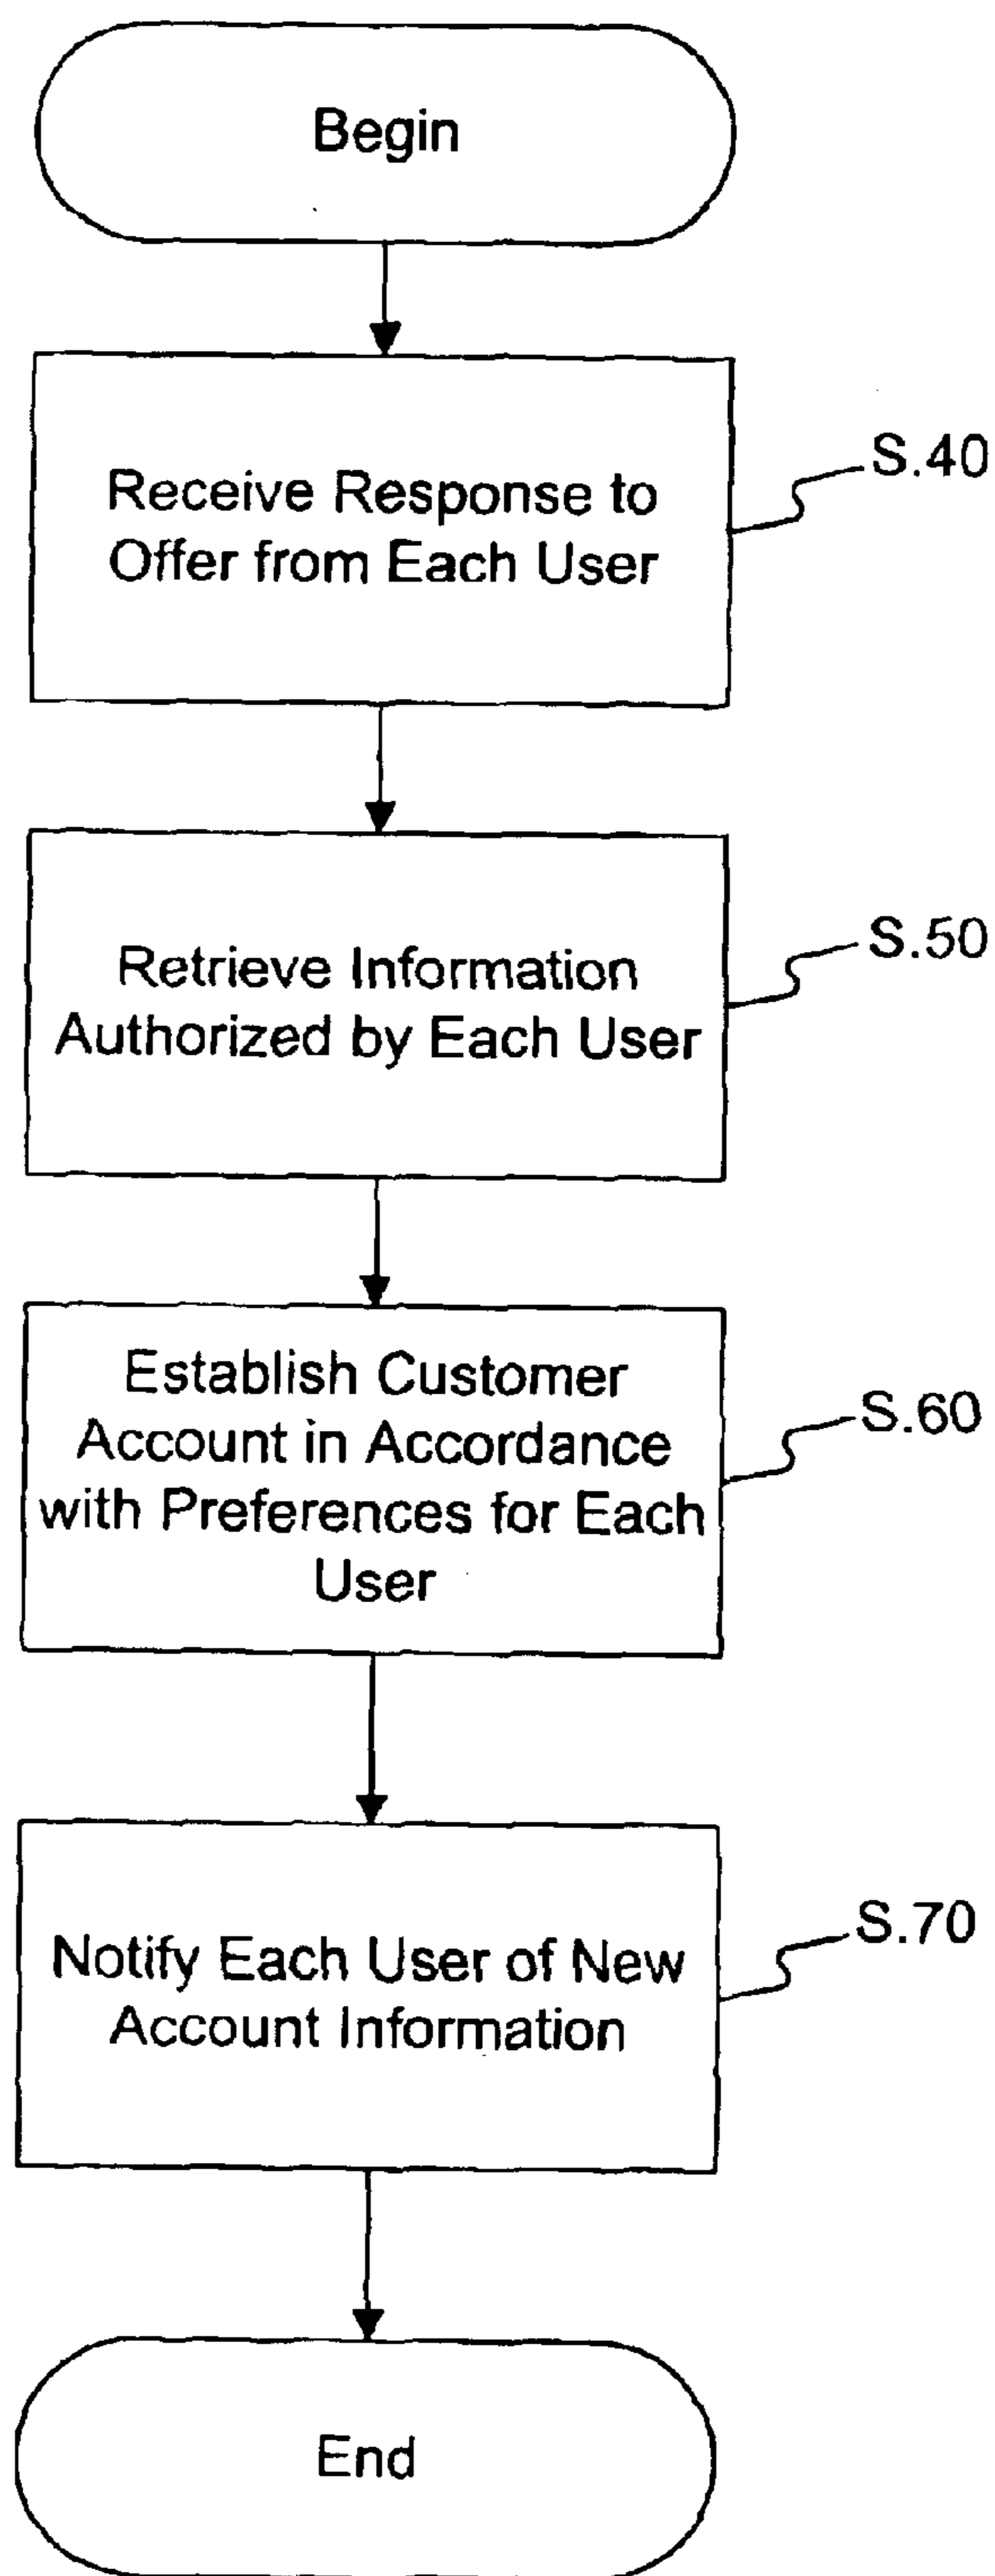 Begin
Receive Response to
Offer from Each User
S.40
Retrieve Information
Authorized by Each User
S.50
Establish Customer
Account in Accordance
with Preferences for Each
User
S.60
Notify Each User of New
Account Information
S.70
End